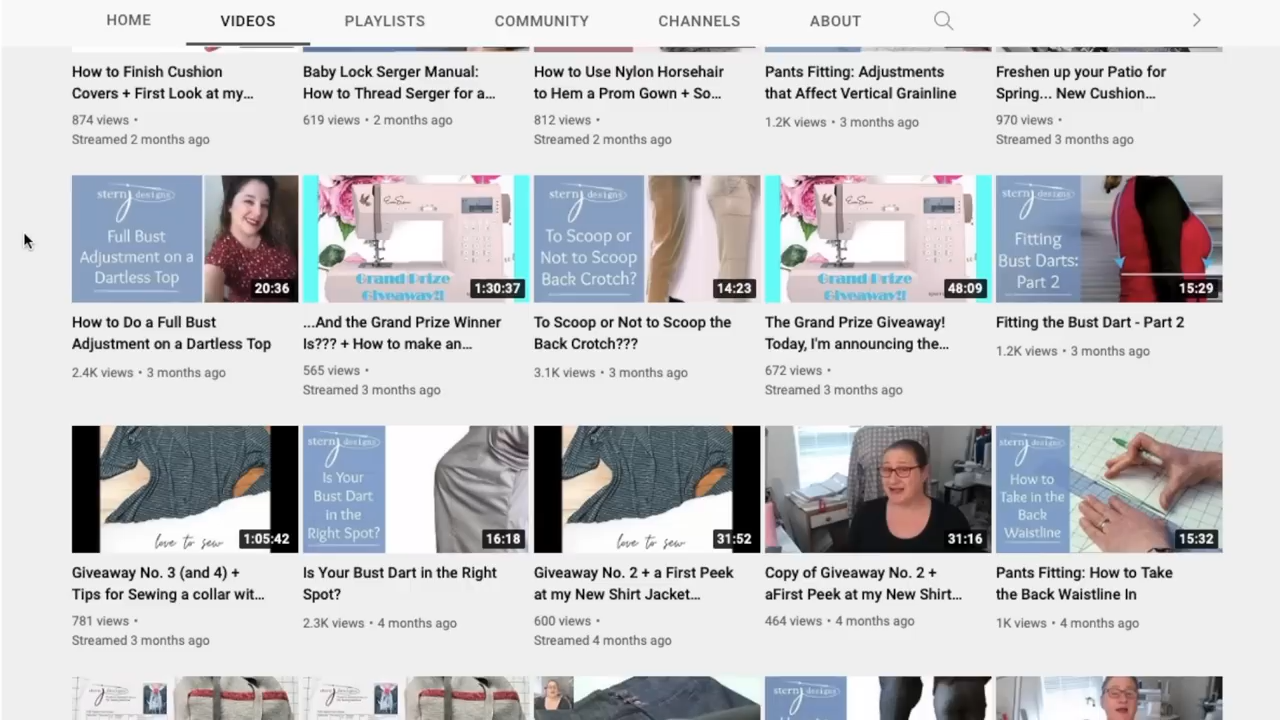 HOME
VIDEOS
PLAYLISTS
COMMUNITY
CHANNELS
ABOUT
How to Finish Cushion
Covers + First Look at my…
874 views •
Streamed 2 months ago
Baby Lock Serger Manual:
How to Thread Serger for a…
619 views • 2 months ago
How to Use Nylon Horsehair
to Hem a Prom Gown + So…
812 views •
Streamed 2 months ago
Pants Fitting: Adjustments
that Affect Vertical Grainline
1.2K views • 3 months ago
Freshen up your Patio for
Spring... New Cushion…
970 views •
Streamed 3 months ago
stern j designs
Full Bust
Adjustment on a
Dartless Top
20:36
Grand Prize
Giveaway!!
1:30:37
stern j designs
To Scoop or
Not to Scoop
Back Crotch?
14:23
Grand Prize
Giveaway!!
48:09
stern j designs
Fitting
Bust Darts:
Part 2
15:29
How to Do a Full Bust
Adjustment on a Dartless Top
2.4K views • 3 months ago
...And the Grand Prize Winner
Is??? + How to make an…
565 views •
Streamed 3 months ago
To Scoop or Not to Scoop the
Back Crotch???
3.1K views • 3 months ago
The Grand Prize Giveaway!
Today, I'm announcing the…
672 views •
Streamed 3 months ago
Fitting the Bust Dart - Part 2
1.2K views • 3 months ago
love to sew
1:05:42
stern j designs
Is Your
Bust Dart
in the
Right Spot?
16:18
love to sew
31:52
31:16
stern j designs
How to
Take in the
Back
Waistline
15:32
Giveaway No. 3 (and 4) +
Tips for Sewing a collar wit…
781 views •
Streamed 3 months ago
Is Your Bust Dart in the Right
Spot?
2.3K views • 4 months ago
Giveaway No. 2 + a First Peek
at my New Shirt Jacket…
600 views •
Streamed 4 months ago
Copy of Giveaway No. 2 +
aFirst Peek at my New Shirt…
464 views • 4 months ago
Pants Fitting: How to Take
the Back Waistline In
1K views • 4 months ago
stern j designs